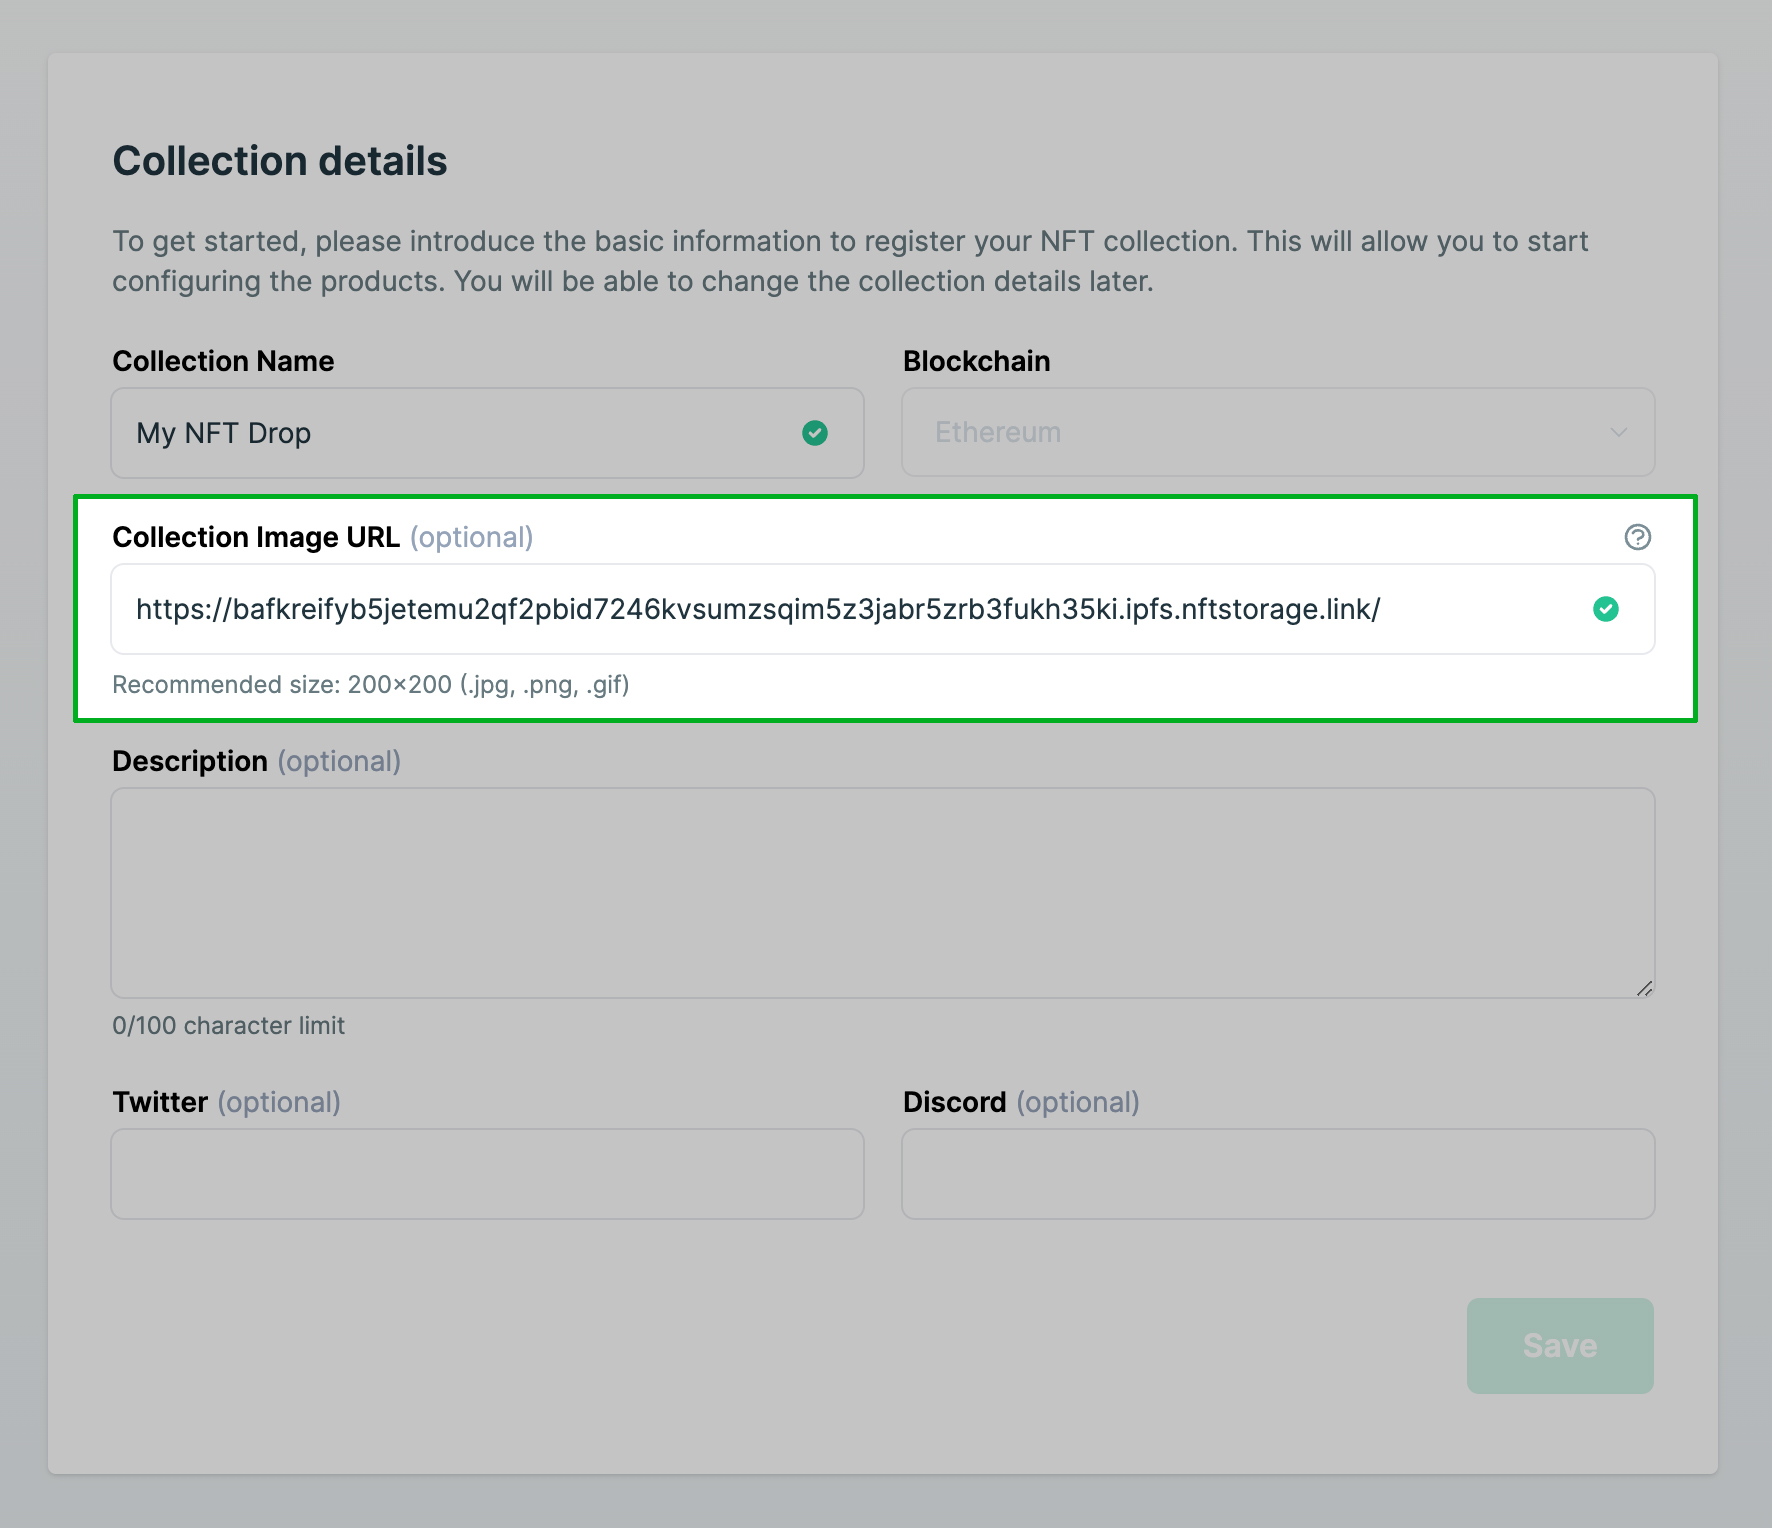 Collection details
To get started, please introduce the basic information to register your NFT collection. This will allow you to start
configuring the products. You will be able to change the collection details later.
Collection Name
Blockchain
My NFT Drop
Ethereum
Collection Image URL (optional)
https://bafkreifyb5jetemu2qf2pbid7246kvsumzsqim5z3jabr5zrb3fukh35ki.ipfs.nftstorage.link/
Recommended size: 200×200 (.jpg, .png, .gif)
Description (optional)
0/100 character limit
Twitter (optional)
Discord (optional)
Save